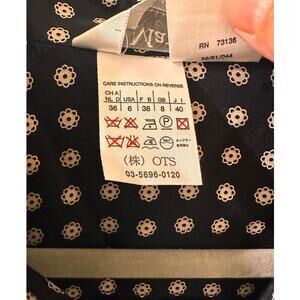 Ma
RN 73136
CARE INSTRUCTIONS ON REVERSE
CH A USA F B GB J I
NL D
36 6 38 8 40
(株) OTS
03-5696-0120